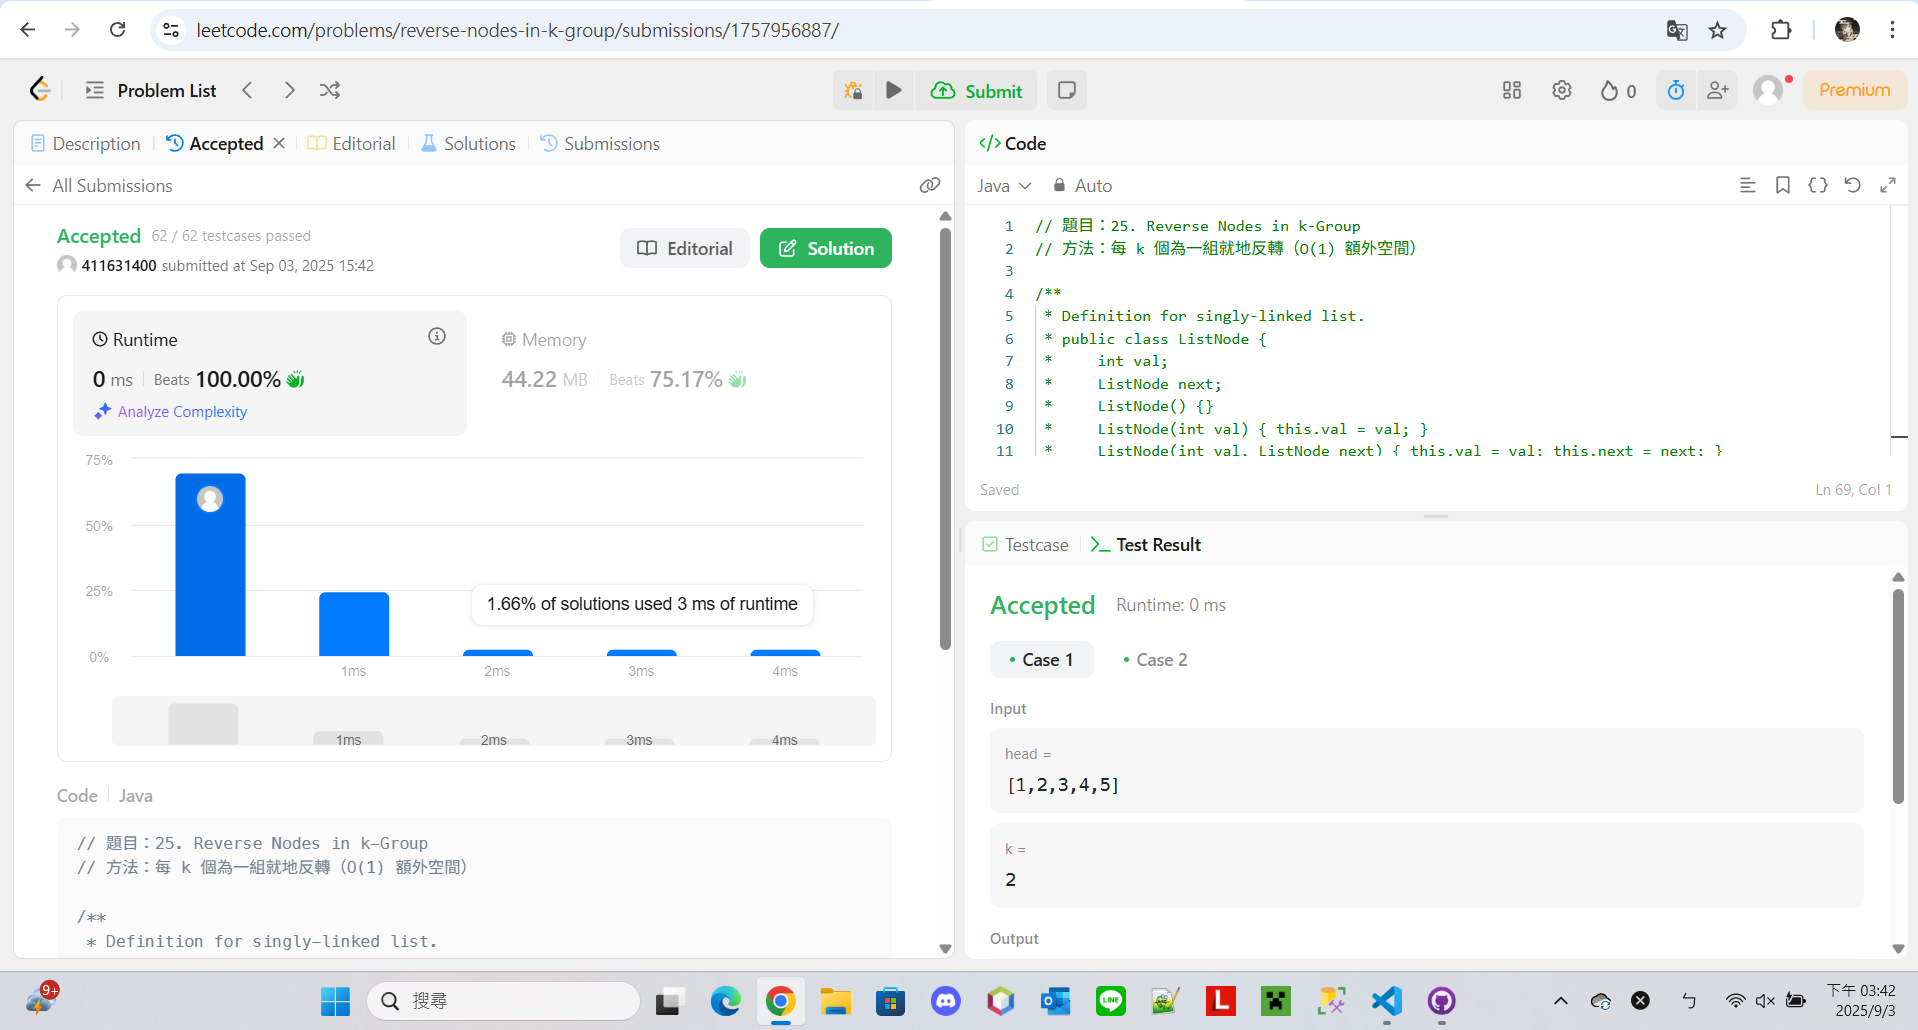 leetcode.com/problems/reverse-nodes-in-k-group/submissions/1757956887/
Problem List
Submit
0
Premium
Description
Accepted
Editorial
Solutions
Submissions
All Submissions
Accepted 62 / 62 testcases passed
411631400 submitted at Sep 03, 2025 15:42
Editorial
Solution
Runtime
0 ms Beats 100.00%
Analyze Complexity
Memory
44.22 MB Beats 75.17%
75%
50%
25%
0%
1.66% of solutions used 3 ms of runtime
1ms 2ms 3ms 4ms
1ms 2ms 3ms 4ms
Code Java
// 題目：25. Reverse Nodes in k-Group
// 方法：每 k 個為一組就地反轉（O(1) 額外空間）
/**
* Definition for singly-linked list.
Code
Java Auto
1 // 題目：25. Reverse Nodes in k-Group
2 // 方法：每 k 個為一組就地反轉（O(1) 額外空間）
3
4 /**
5 * Definition for singly-linked list.
6 * public class ListNode {
7 * int val;
8 * ListNode next;
9 * ListNode() {}
10 * ListNode(int val) { this.val = val; }
11 * ListNode(int val, ListNode next) { this.val = val; this.next = next; }
Saved
Ln 69, Col 1
Testcase
Test Result
Accepted Runtime: 0 ms
Case 1
Case 2
Input
head =
[1,2,3,4,5]
k =
2
Output
9+
搜尋
LINE
L
ㄅ
下午 03:42
2025/9/3